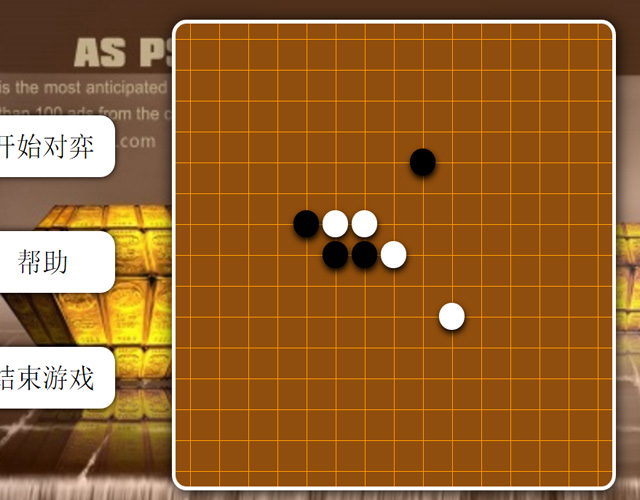 AS PS
is the most anticipated
than 100 ads from the c
.com
开始对弈
帮助
结束游戏